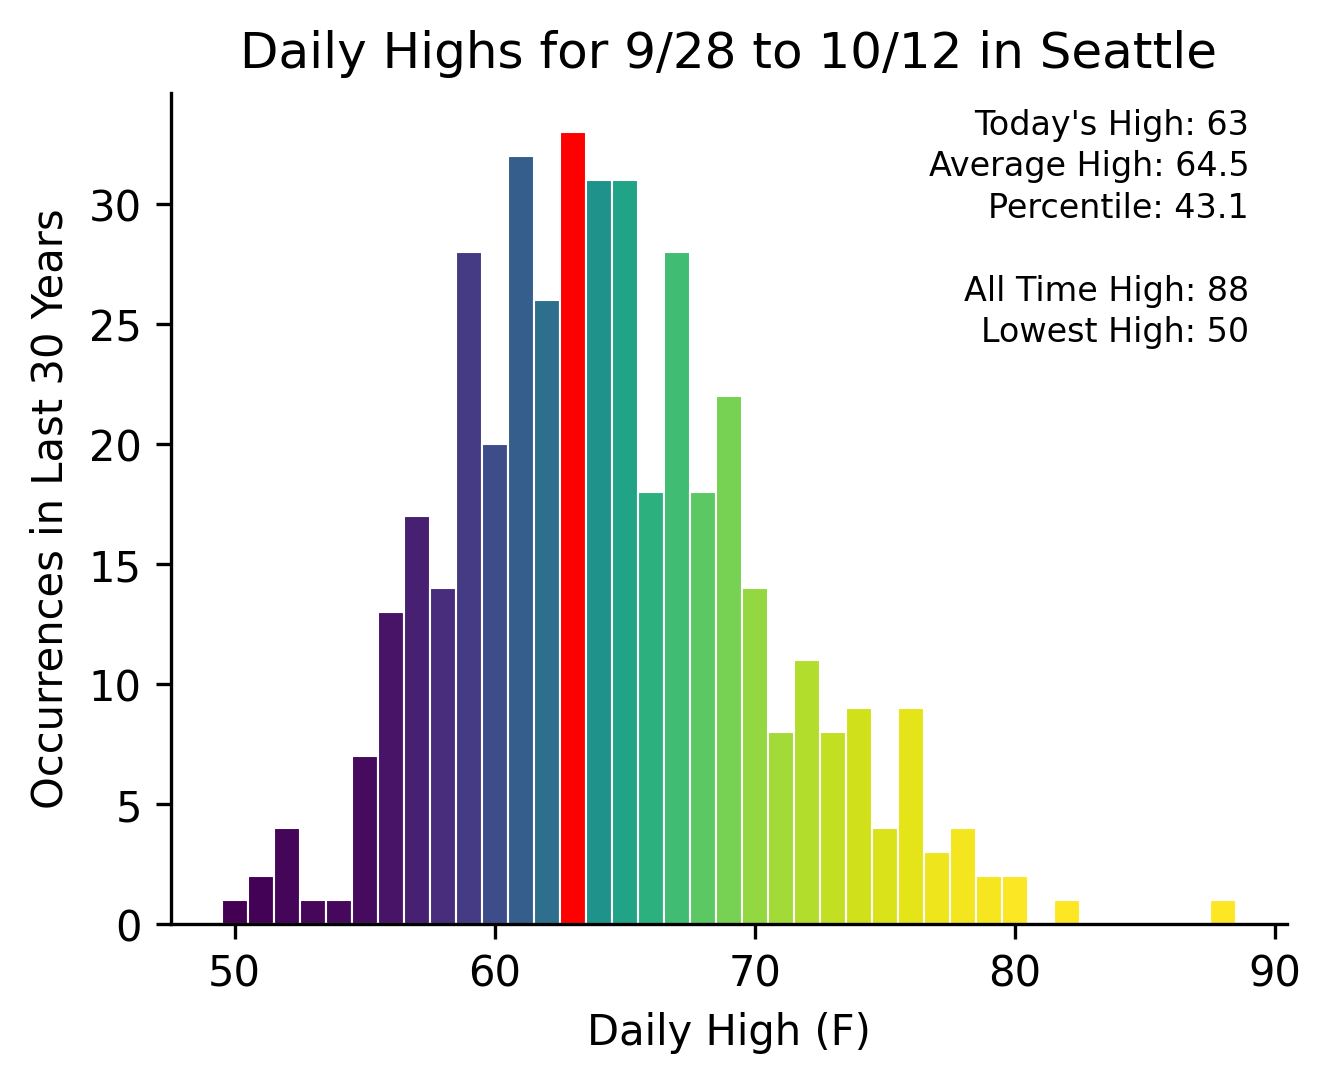 Daily Highs for 9/28 to 10/12 in Seattle
Today's High: 63
Average High: 64.5
Percentile: 43.1
All Time High: 88
Lowest High: 50
Occurrences in Last 30 Years
30
25
20
15
10
5
0
50 60 70 80 90
Daily High (F)